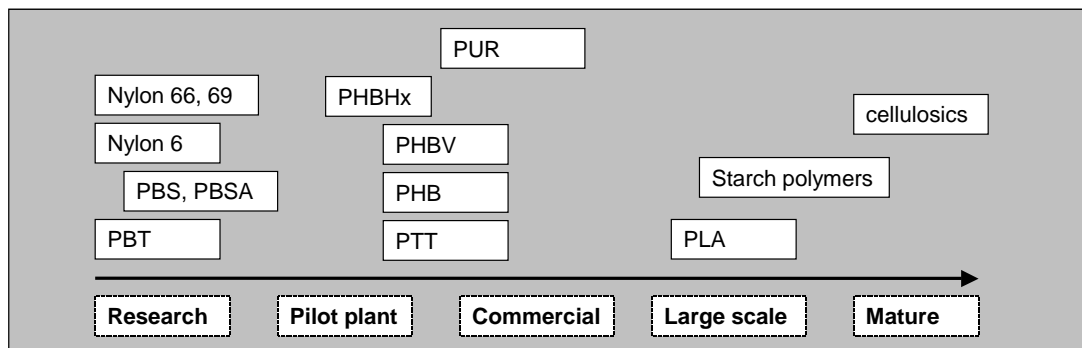 PUR
Nylon 66, 69
PHBHx
cellulosics
Nylon 6
PHBV
Starch polymers
PBS, PBSA
PHB
PBT
PTT
PLA
Research
Pilot plant
Commercial
Large scale
Mature